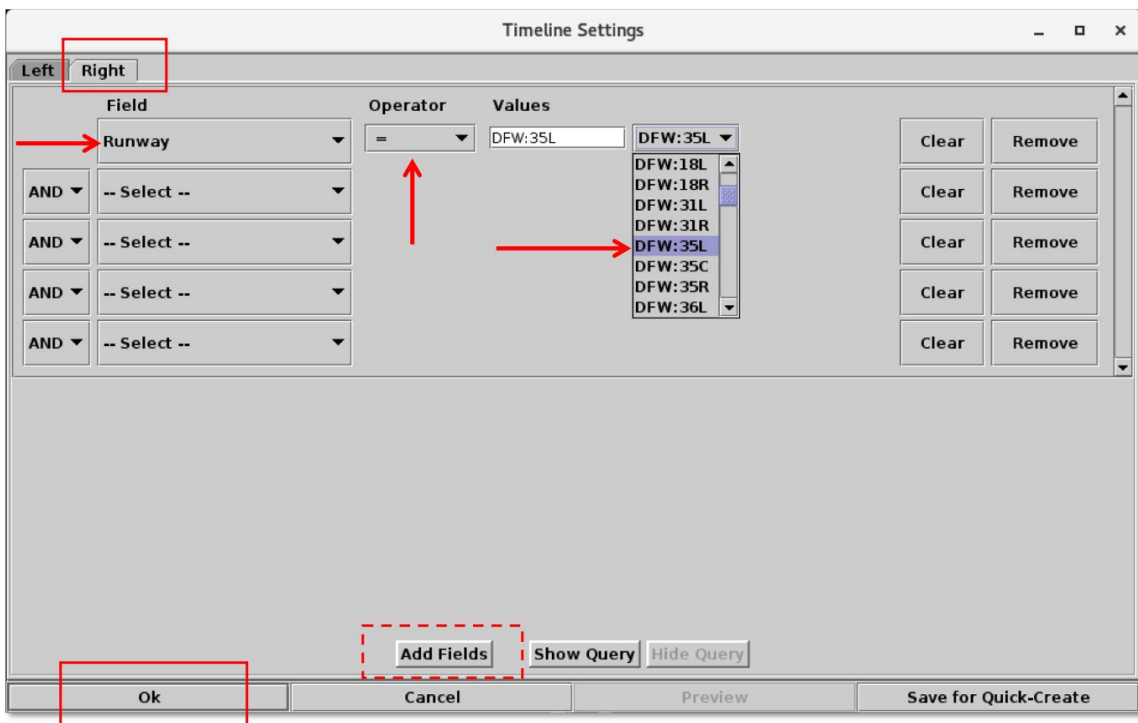 Timeline Settings
Left Right
Field Operator Values
Runway = DFW:35L DFW:35L Clear Remove
DFW:18L
DFW:18R
AND -- Select -- Clear Remove
DFW:31L
DFW:31R
AND -- Select -- DFW:35L Clear Remove
DFW:35C
AND -- Select -- DFW:35R Clear Remove
DFW:36L
AND -- Select -- Clear Remove
Add Fields Show Query Hide Query
Ok Cancel Preview Save for Quick-Create